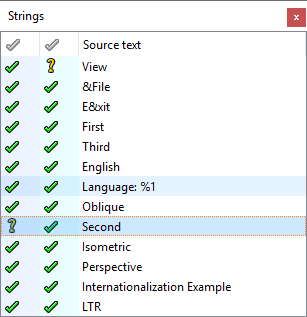 Strings
Source text
View
&File
E&xit
First
Third
English
Language: %1
Oblique
Second
Isometric
Perspective
Internationalization Example
LTR